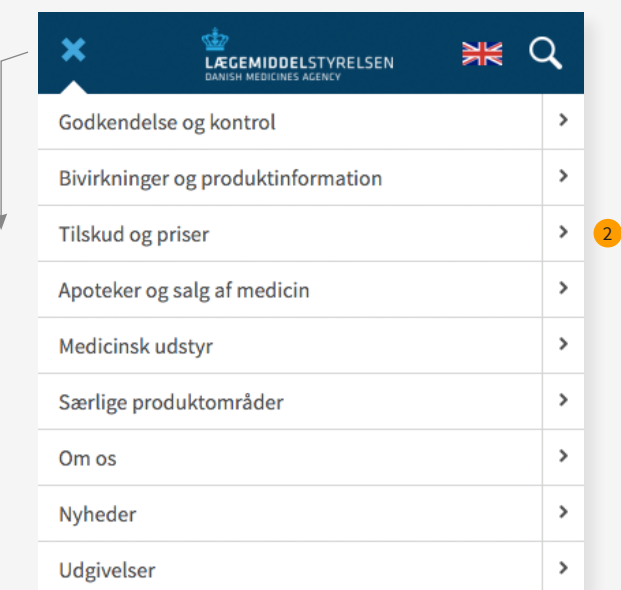 LÆGEMIDDELSTYRELSEN
DANISH MEDICINES AGENCY
Godkendelse og kontrol
Bivirkninger og produktinformation
Tilskud og priser
2
Apoteker og salg af medicin
Medicinsk udstyr
Særlige produktområder
Om os
Nyheder
Udgivelser